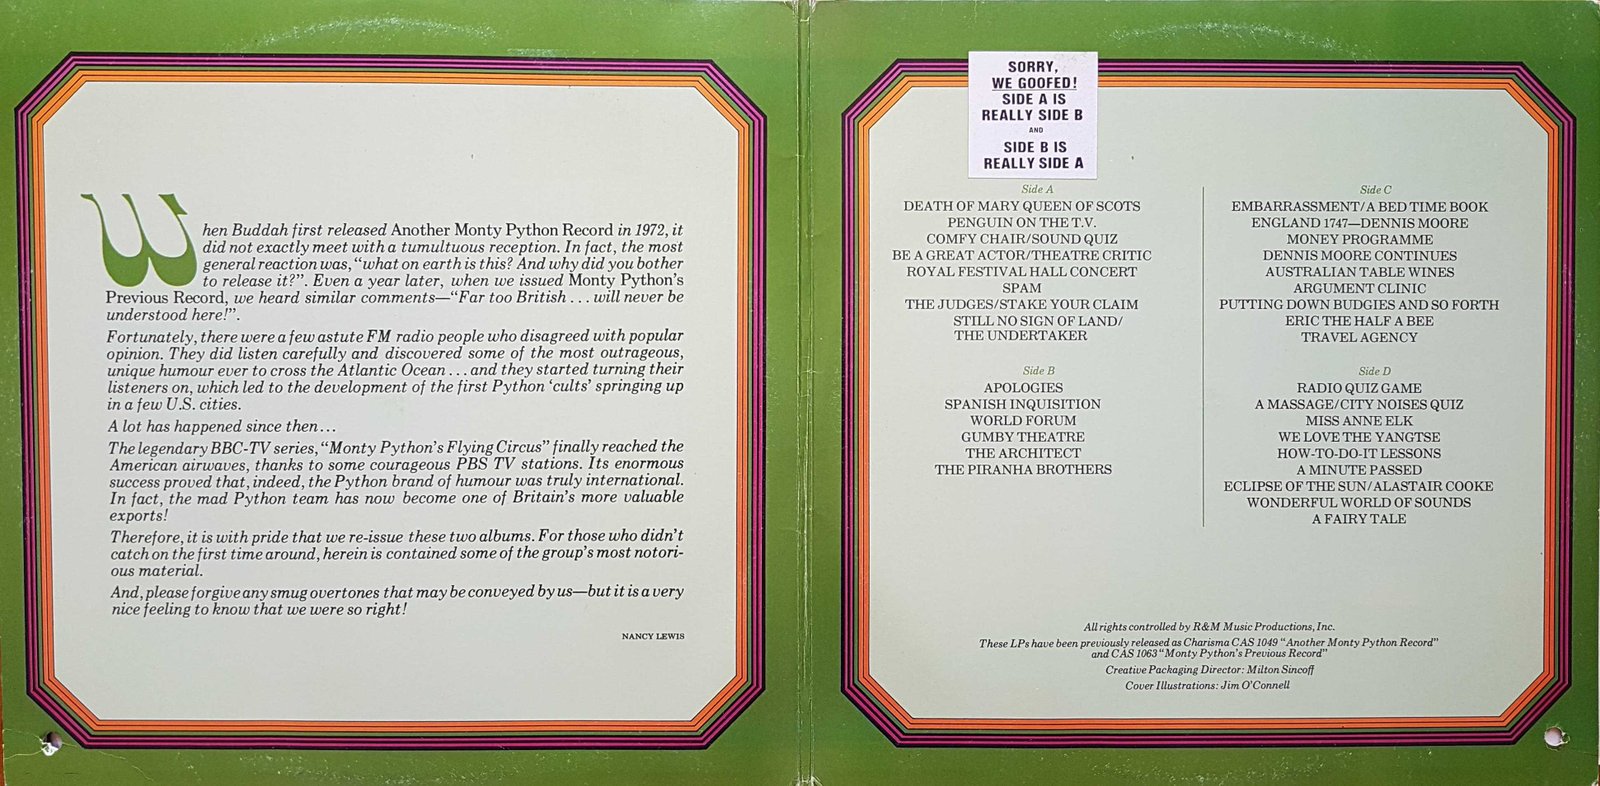 When Buddah first released Another Monty Python Record in 1972, it
did not exactly meet with a tumultuous reception. In fact, the most
general reaction was, "what on earth is this? And why did you bother
to release it?". Even a year later, when we issued Monty Python's
Previous Record, we heard similar comments—"Far too British . . . will never be
understood here!".
Fortunately, there were a few astute FM radio people who disagreed with popular
opinion. They did listen carefully and discovered some of the most outrageous,
unique humour ever to cross the Atlantic Ocean . . . and they started turning their
listeners on, which led to the development of the first Python 'cults' springing up
in a few U.S. cities.
A lot has happened since then . . .
The legendary BBC-TV series, "Monty Python's Flying Circus" finally reached the
American airwaves, thanks to some courageous PBS TV stations. Its enormous
success proved that, indeed, the Python brand of humour was truly international.
In fact, the mad Python team has now become one of Britain's more valuable
exports!
Therefore, it is with pride that we re-issue these two albums. For those who didn't
catch on the first time around, herein is contained some of the group's most notori-
ous material.
And, please forgive any smug overtones that may be conveyed by us—but it is a very
nice feeling to know that we were so right!
NANCY LEWIS
SORRY,
WE GOOFED!
SIDE A IS
REALLY SIDE B
AND
SIDE B IS
REALLY SIDE A
Side A
DEATH OF MARY QUEEN OF SCOTS
PENGUIN ON THE T.V.
COMFY CHAIR/SOUND QUIZ
BE A GREAT ACTOR/THEATRE CRITIC
ROYAL FESTIVAL HALL CONCERT
SPAM
THE JUDGES/STAKE YOUR CLAIM
STILL NO SIGN OF LAND/
THE UNDERTAKER
Side B
APOLOGIES
SPANISH INQUISITION
WORLD FORUM
GUMBY THEATRE
THE ARCHITECT
THE PIRANHA BROTHERS
Side C
EMBARRASSMENT/A BED TIME BOOK
ENGLAND 1747—DENNIS MOORE
MONEY PROGRAMME
DENNIS MOORE CONTINUES
AUSTRALIAN TABLE WINES
ARGUMENT CLINIC
PUTTING DOWN BUDGIES AND SO FORTH
ERIC THE HALF A BEE
TRAVEL AGENCY
Side D
RADIO QUIZ GAME
A MASSAGE/CITY NOISES QUIZ
MISS ANNE ELK
WE LOVE THE YANGTSE
HOW-TO-DO-IT LESSONS
A MINUTE PASSED
ECLIPSE OF THE SUN/ALASTAIR COOKE
WONDERFUL WORLD OF SOUNDS
A FAIRY TALE
All rights controlled by R&M Music Productions, Inc.
These LPs have been previously released as Charisma CAS 1049 "Another Monty Python Record"
and CAS 1063 "Monty Python's Previous Record"
Creative Packaging Director: Milton Sincoff
Cover Illustrations: Jim O'Connell